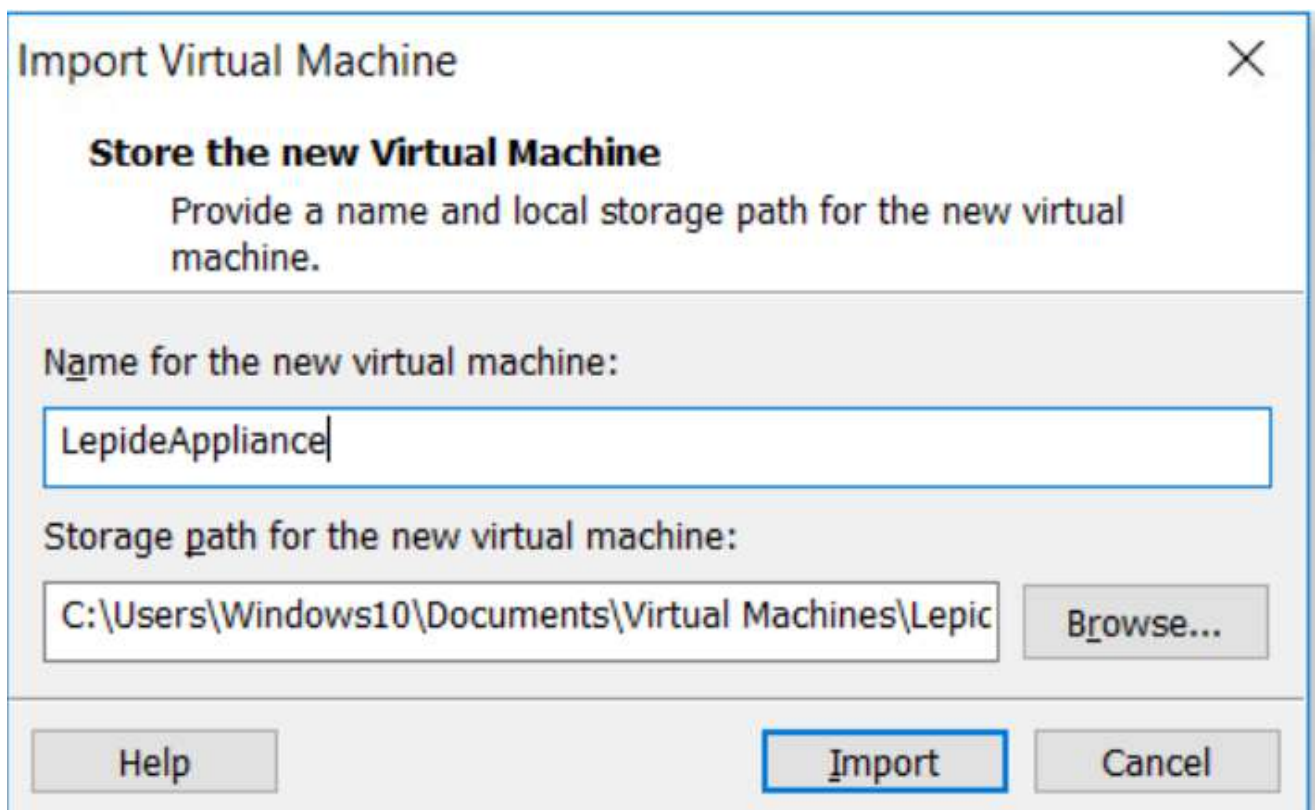 Import Virtual Machine
Store the new Virtual Machine
Provide a name and local storage path for the new virtual
machine.
Name for the new virtual machine:
LepideAppliance
Storage path for the new virtual machine:
C:\Users\Windows10\Documents\Virtual Machines\Lepic
Browse...
Help
Import
Cancel